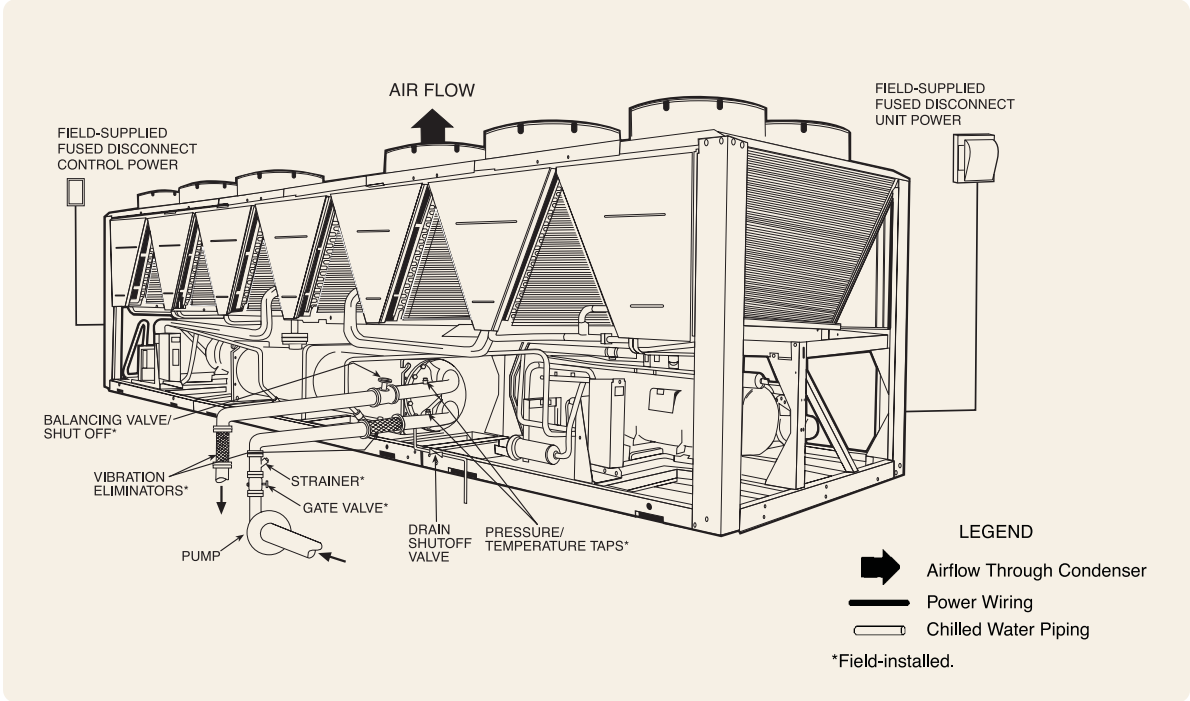 AIR FLOW
FIELD-SUPPLIED
FUSED DISCONNECT
UNIT POWER
FIELD-SUPPLIED
FUSED DISCONNECT
CONTROL POWER
BALANCING VALVE/
SHUT OFF*
VIBRATION
ELIMINATORS*
STRAINER*
GATE VALVE*
PUMP
DRAIN
SHUTOFF
VALVE
PRESSURE/
TEMPERATURE TAPS*
LEGEND
Airflow Through Condenser
Power Wiring
Chilled Water Piping
*Field-installed.